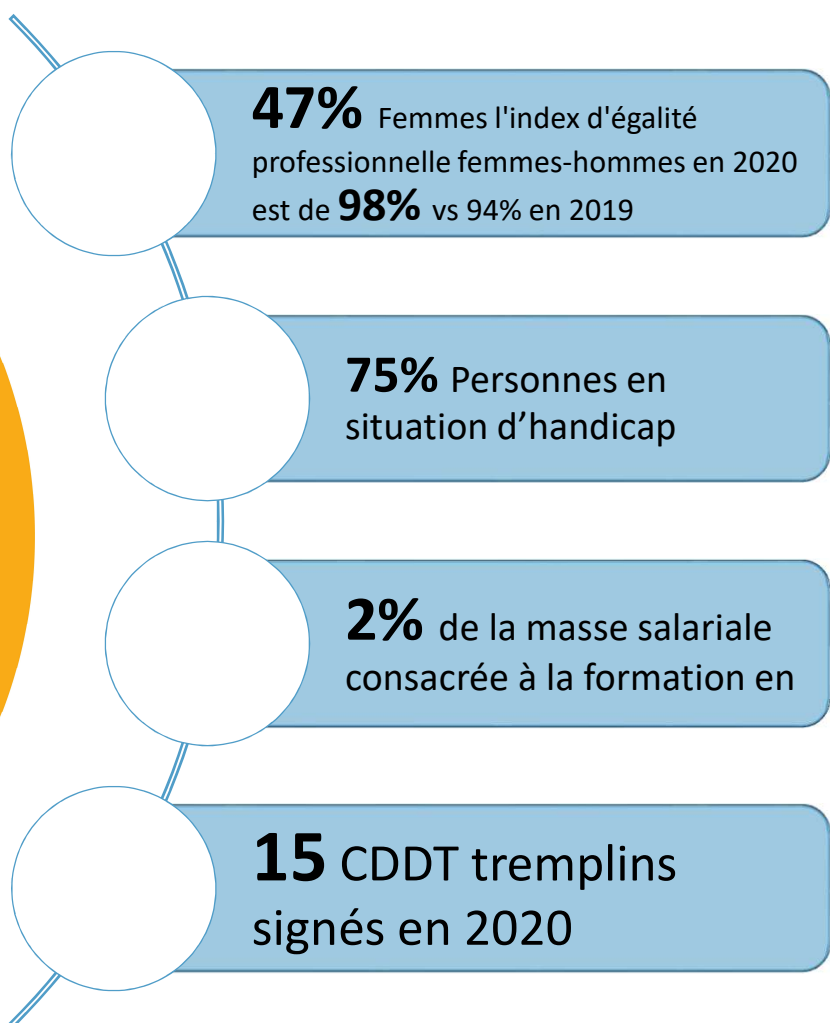 47% Femmes l'index d'égalité
professionnelle femmes-hommes en 2020
est de 98% vs 94% en 2019
75% Personnes en
situation d’handicap
2% de la masse salariale
consacrée à la formation en
15 CDDT tremplins
signés en 2020